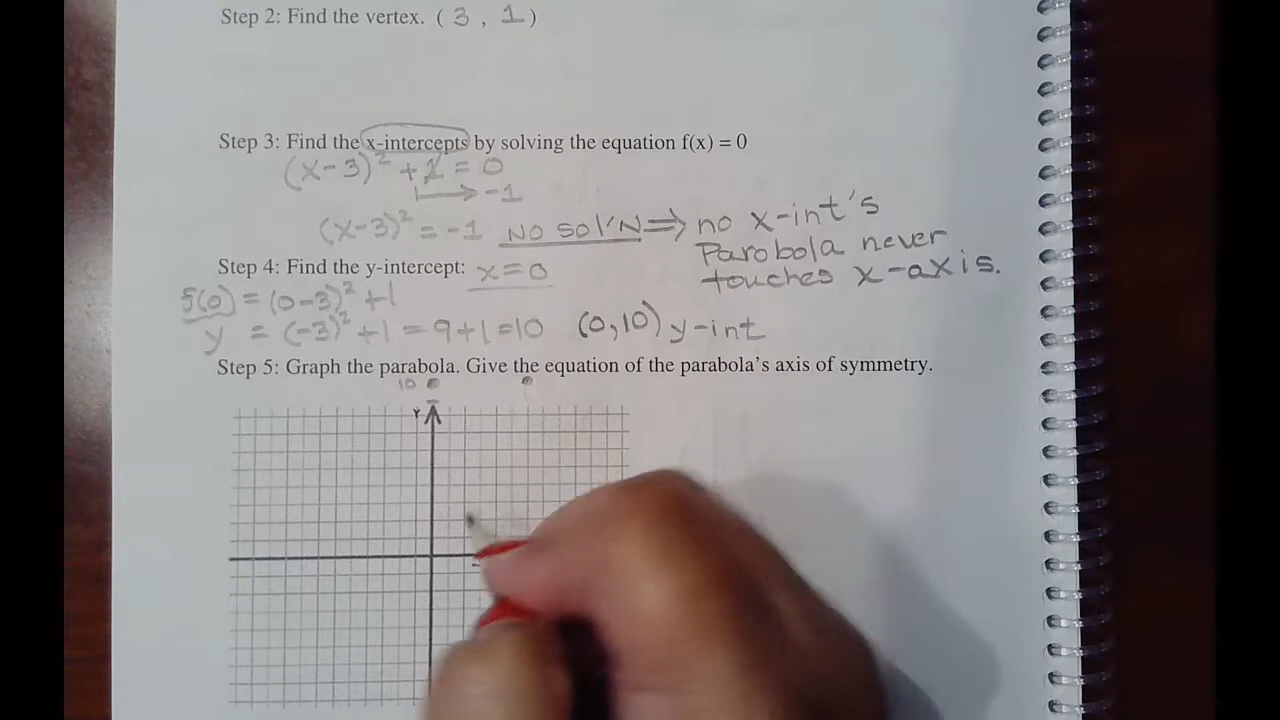 Step 2: Find the vertex. ( 3 , 1 )
Step 3: Find the x-intercepts by solving the equation f(x) = 0
(x-3)² + 1 = 0
→ -1
(x-3)² = -1 NO SOL'N ⇒ no x-int's
Parobola never
touches x-axis.
Step 4: Find the y-intercept: x=0
f(0) = (0-3)² +1
y = (-3)² +1 = 9+1 =10 (0,10) y-int
Step 5: Graph the parabola. Give the equation of the parabola's axis of symmetry.
10
Y